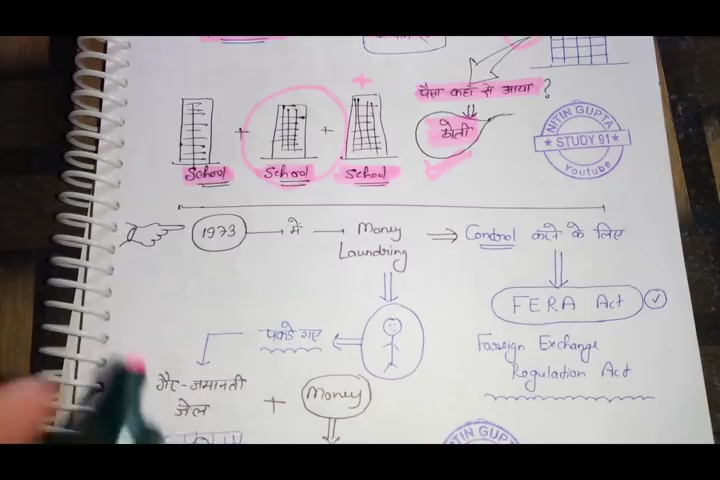 पैसा कहां से आया ?
खेती
NITIN GUPTA
★ STUDY 91 ★
Youtube
School + School + School
1973 → में → Money Laundring ⇒ Control करने के लिए
FERA Act
Foreign Exchange
Regulation Act
पकडे गए
गैर-जमानती
जेल
+ Money
NITIN GUPTA